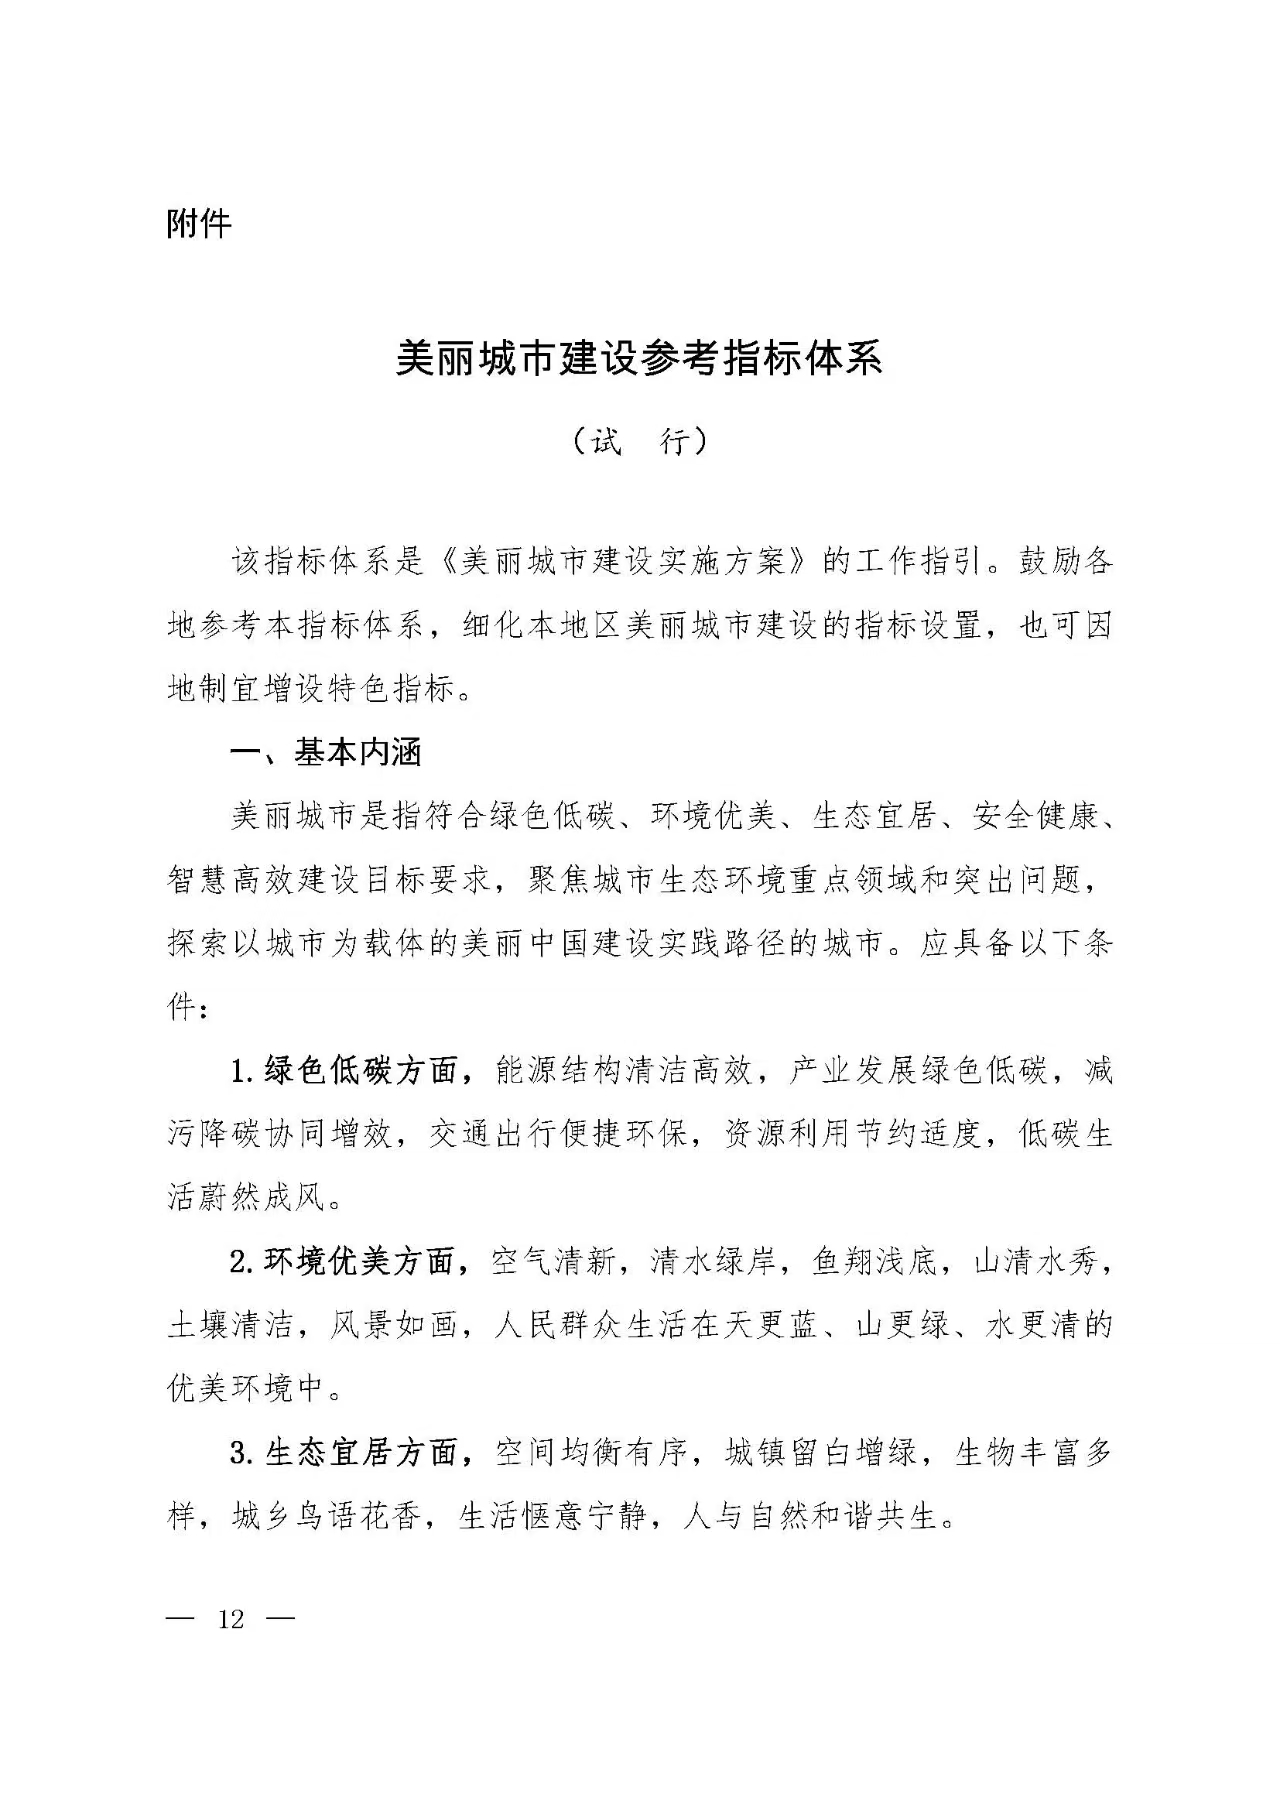 附件
美丽城市建设参考指标体系
（试　行）
该指标体系是《美丽城市建设实施方案》的工作指引。鼓励各
地参考本指标体系，细化本地区美丽城市建设的指标设置，也可因
地制宜增设特色指标。
一、基本内涵
美丽城市是指符合绿色低碳、环境优美、生态宜居、安全健康、
智慧高效建设目标要求，聚焦城市生态环境重点领域和突出问题，
探索以城市为载体的美丽中国建设实践路径的城市。应具备以下条
件：
1. 绿色低碳方面，能源结构清洁高效，产业发展绿色低碳，减
污降碳协同增效，交通出行便捷环保，资源利用节约适度，低碳生
活蔚然成风。
2. 环境优美方面，空气清新，清水绿岸，鱼翔浅底，山清水秀，
土壤清洁，风景如画，人民群众生活在天更蓝、山更绿、水更清的
优美环境中。
3. 生态宜居方面，空间均衡有序，城镇留白增绿，生物丰富多
样，城乡鸟语花香，生活惬意宁静，人与自然和谐共生。
— 12 —